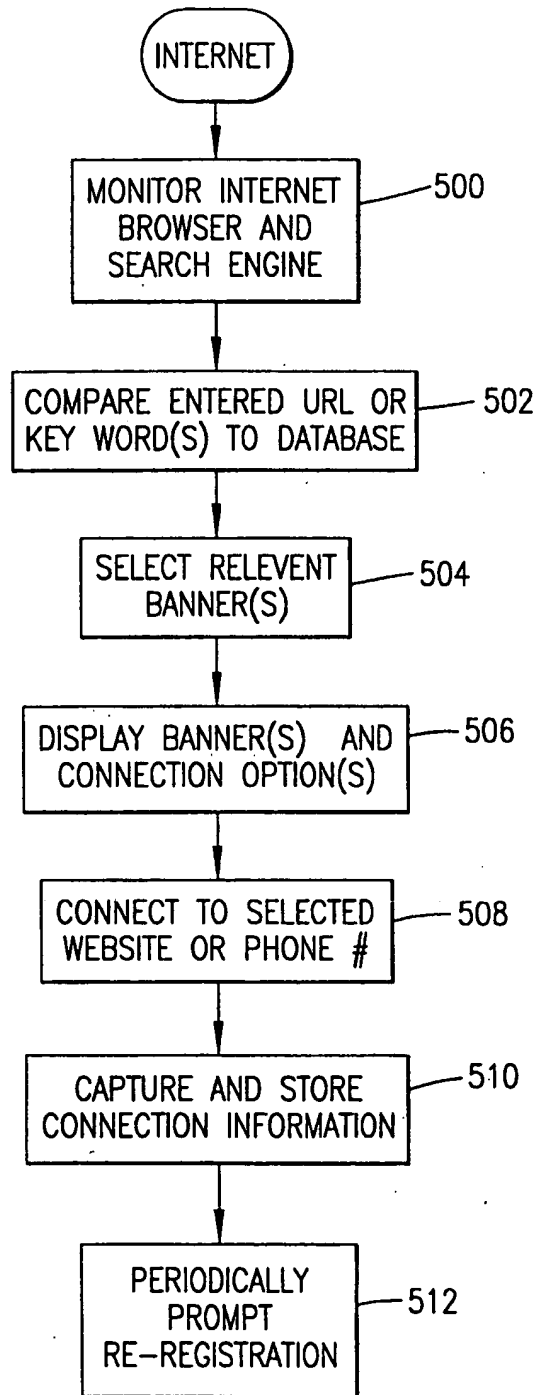 INTERNET
MONITOR INTERNET
BROWSER AND
SEARCH ENGINE
500
COMPARE ENTERED URL OR
KEY WORD(S) TO DATABASE
502
SELECT RELEVENT
BANNER(S)
504
DISPLAY BANNER(S) AND
CONNECTION OPTION(S)
506
CONNECT TO SELECTED
WEBSITE OR PHONE #
508
CAPTURE AND STORE
CONNECTION INFORMATION
510
PERIODICALLY
PROMPT
RE-REGISTRATION
512